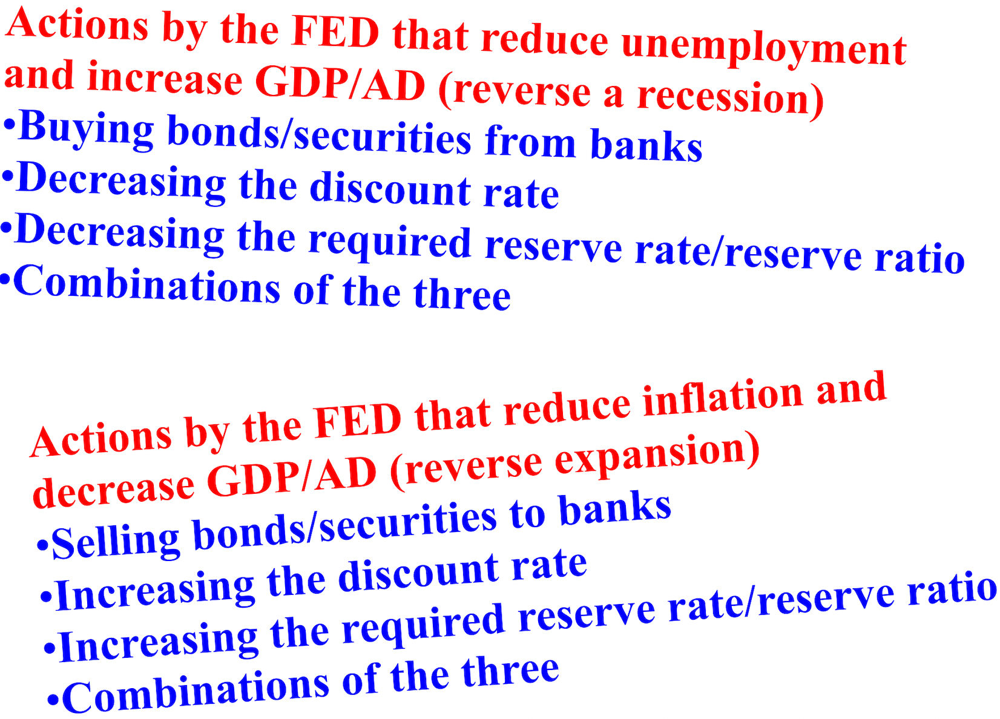 Actions by the FED that reduce unemployment
and increase GDP/AD (reverse a recession)
•Buying bonds/securities from banks
•Decreasing the discount rate
•Decreasing the required reserve rate/reserve ratio
•Combinations of the three
Actions by the FED that reduce inflation and
decrease GDP/AD (reverse expansion)
•Selling bonds/securities to banks
•Increasing the discount rate
•Increasing the required reserve rate/reserve ratio
•Combinations of the three